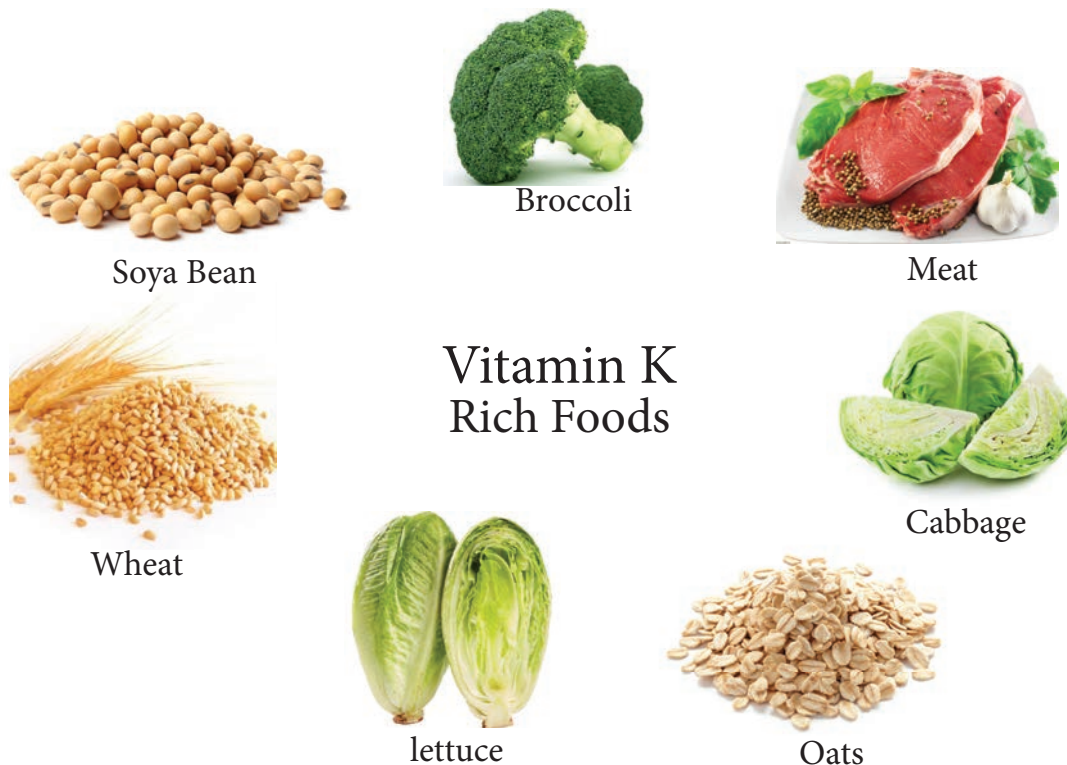 Broccoli
Soya Bean
Meat
Vitamin K
Rich Foods
Cabbage
Wheat
lettuce
Oats